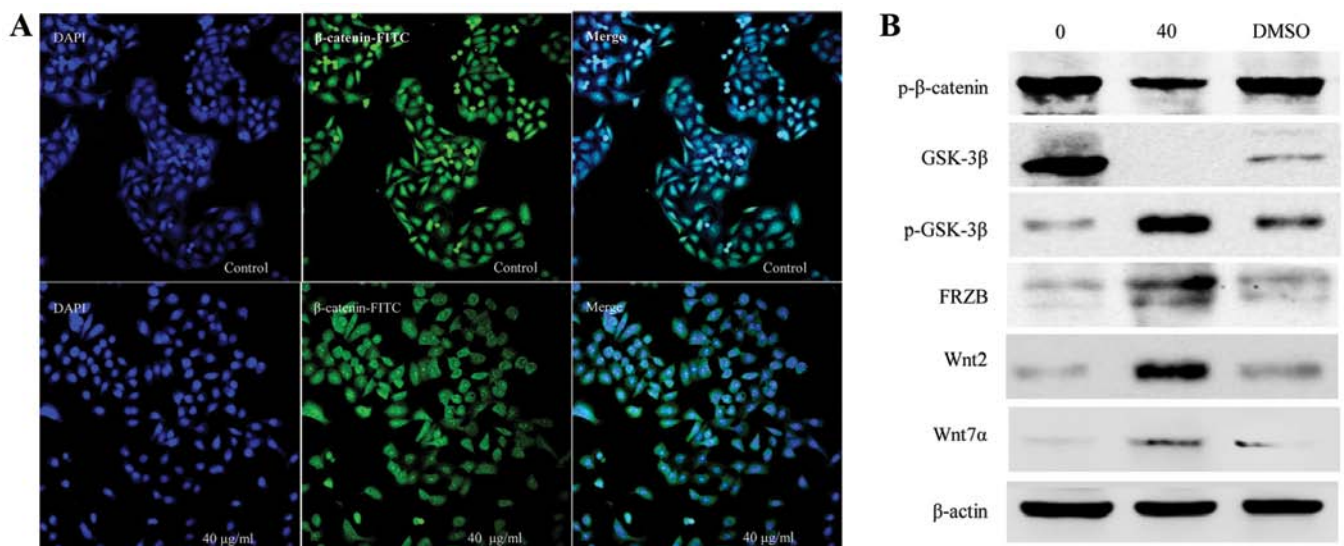 A
DAPI
β-catenin-FITC
Merge
Control
Control
Control
DAPI
β-catenin-FITC
Merge
40 μg/ml
40 μg/ml
40 μg/ml
B
0 40 DMSO
p-β-catenin
GSK-3β
p-GSK-3β
FRZB
Wnt2
Wnt7α
β-actin